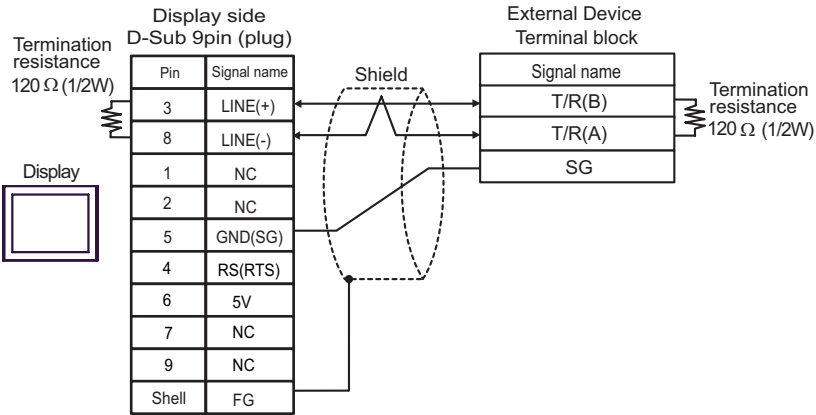 Display side
D-Sub 9pin (plug)
External Device
Terminal block
Termination
resistance
120 Ω (1/2W)
Pin Signal name
3 LINE(+)
8 LINE(-)
1 NC
2 NC
5 GND(SG)
4 RS(RTS)
6 5V
7 NC
9 NC
Shell FG
Display
Shield
Signal name
T/R(B)
T/R(A)
SG
Termination
resistance
120 Ω (1/2W)